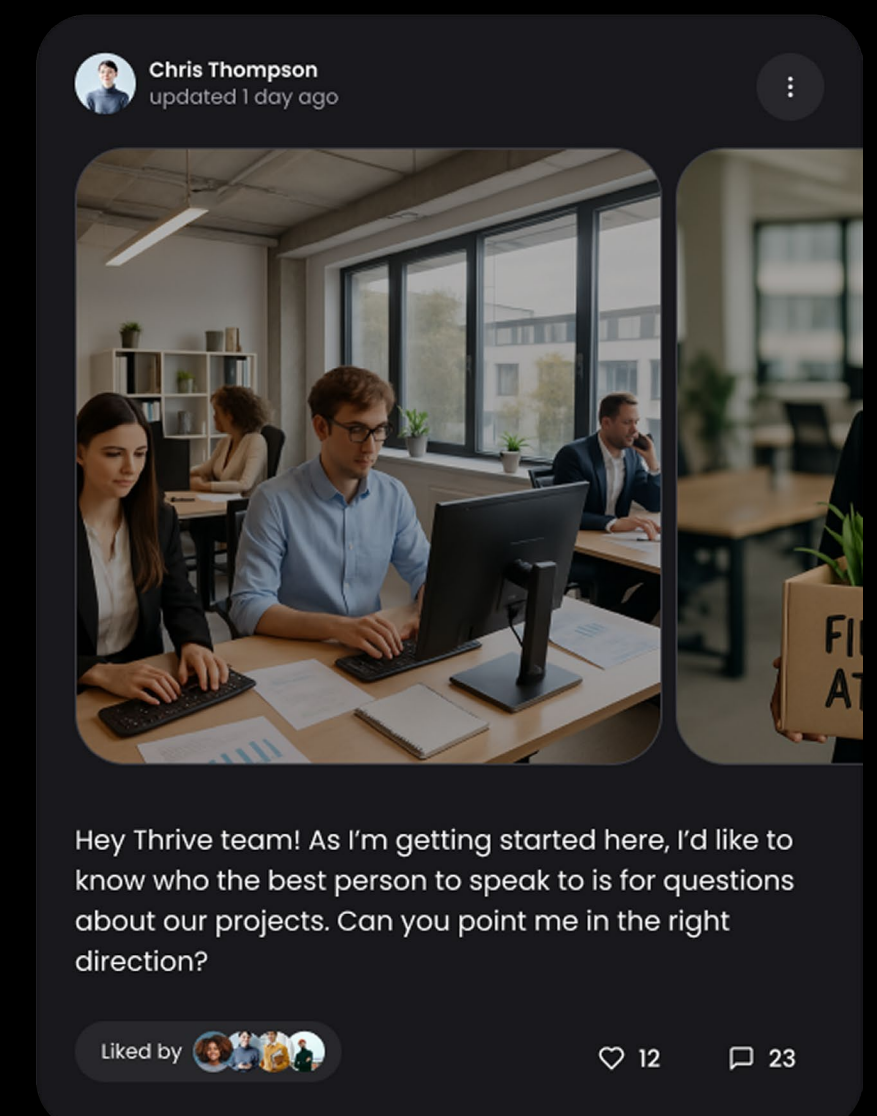 Chris Thompson
updated 1 day ago
Hey Thrive team! As I’m getting started here, I’d like to
know who the best person to speak to is for questions
about our projects. Can you point me in the right
direction?
Liked by
12
23